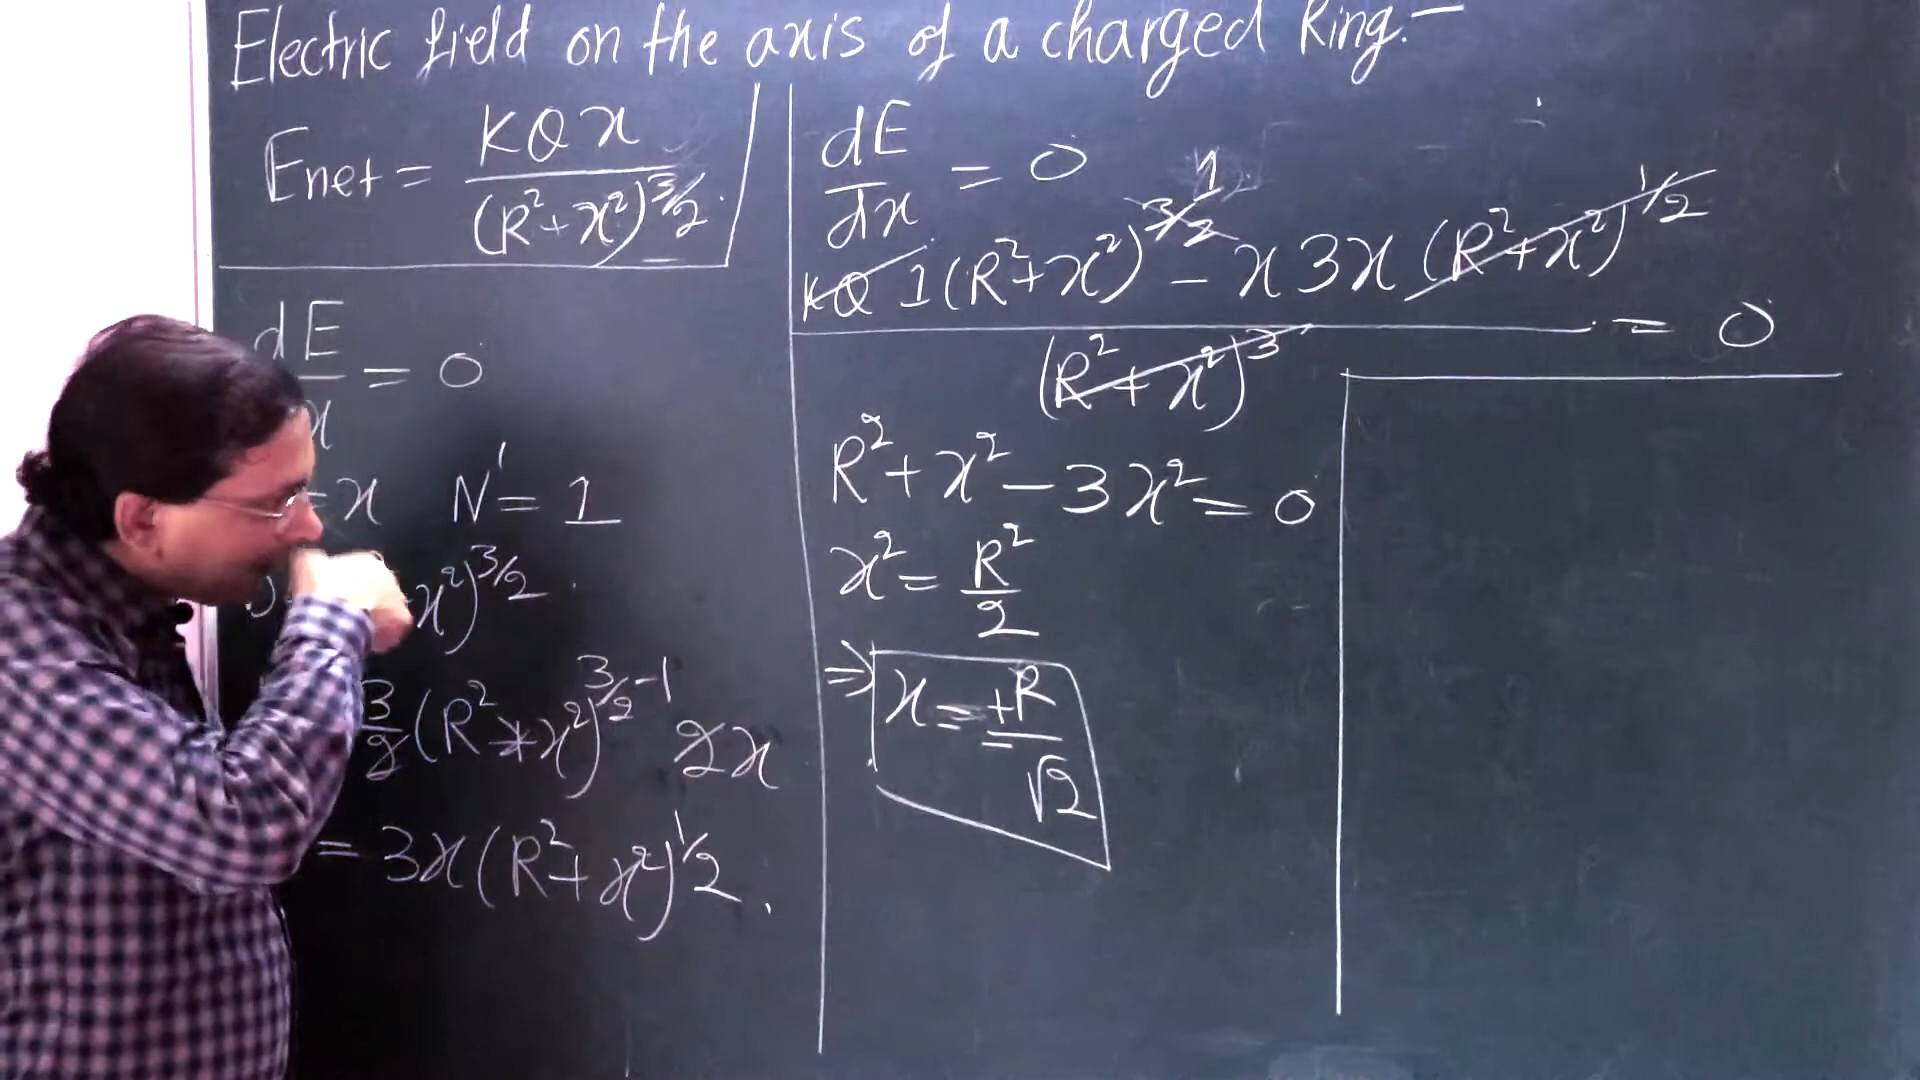 Electric field on the axis of a charged Ring.-
Enet = KQx / (R²+x²)^3/2
dE / x = 0
x N' = 1
x²)^3/2
3/2 (R²+x²)^3/2-1 2x
= 3x(R²+x²)^1/2
dE/dx = 0
KQ 1(R²+x²)^3/2 1 - x 3x (R²+x²)^1/2 / (R²+x²)^3 = 0
R²+x²-3x² = 0
x² = R²/2
⇒ x = ±R/√2